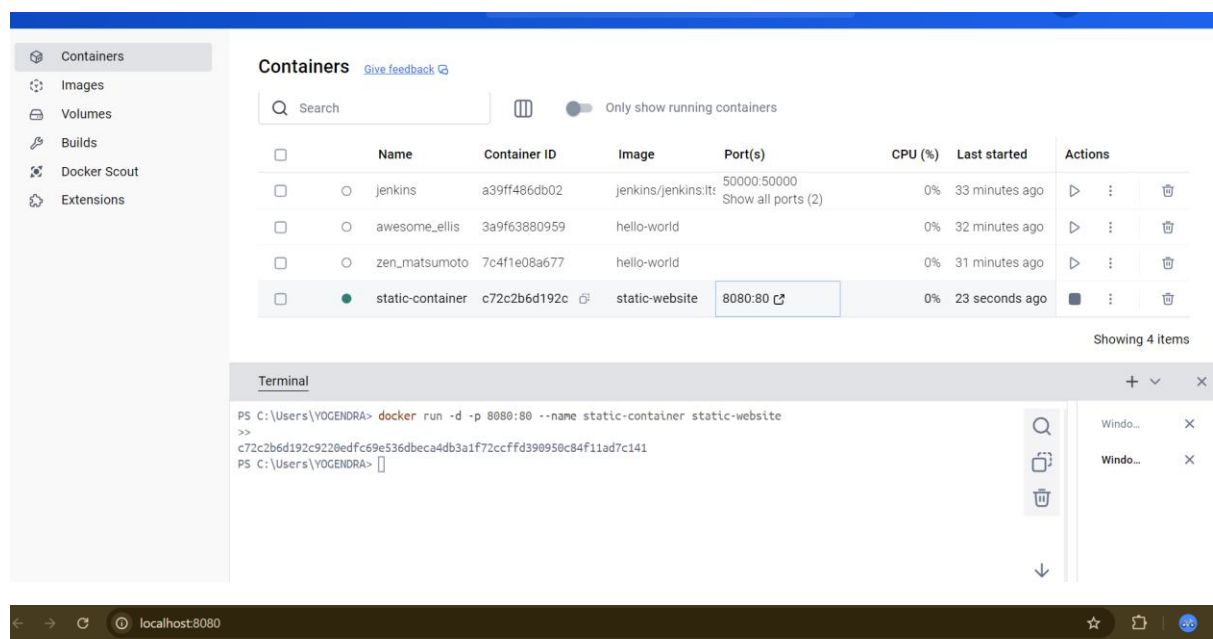 Containers
Images
Volumes
Builds
Docker Scout
Extensions
Containers Give feedback
Search
Only show running containers
Name Container ID Image Port(s) CPU (%) Last started Actions
jenkins a39ff486db02 jenkins/jenkins:lts 50000:50000 0% 33 minutes ago
Show all ports (2)
awesome_ellis 3a9f63880959 hello-world 0% 32 minutes ago
zen_matsumoto 7c4f1e08a677 hello-world 0% 31 minutes ago
static-container c72c2b6d192c static-website 8080:80 0% 23 seconds ago
Showing 4 items
Terminal
PS C:\Users\YOGENDRA> docker run -d -p 8080:80 --name static-container static-website
>>
c72c2b6d192c9220edfc69e536dbeca4db3a1f72ccffd390950c84f11ad7c141
PS C:\Users\YOGENDRA>
Windo...
Windo...
localhost:8080